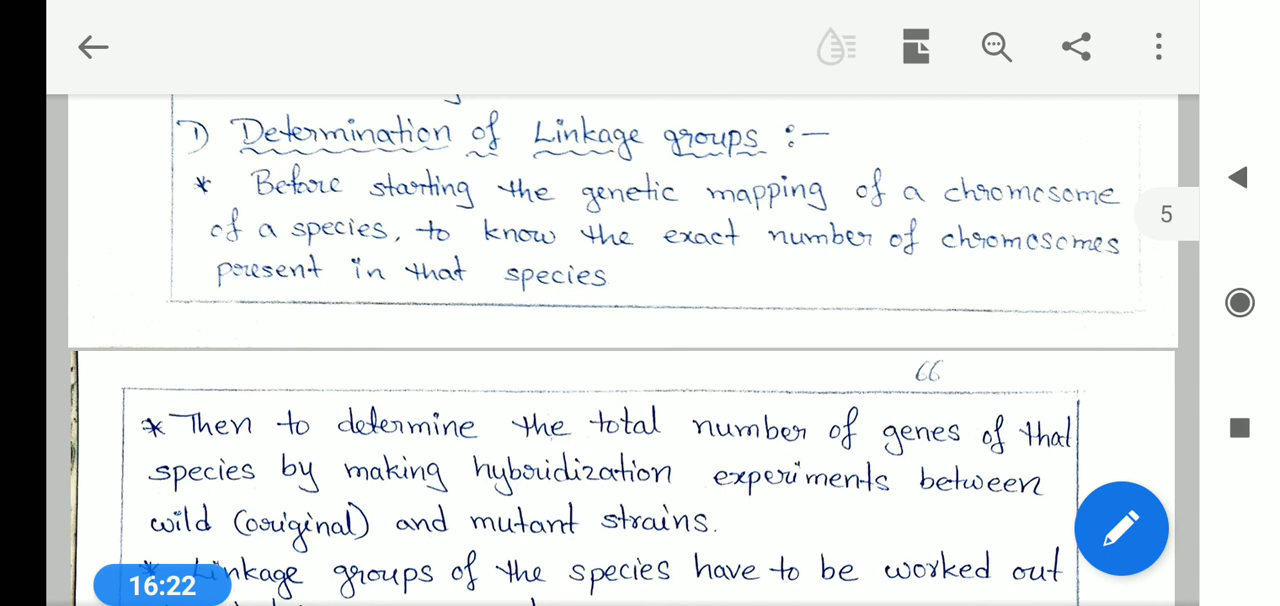 1) Determination of Linkage groups :-
* Before starting the genetic mapping of a chromosome
of a species, to know the exact number of chromosomes
present in that species
5
66
* Then to determine the total number of genes of that
species by making hybridization experiments between
wild (original) and mutant strains.
* Linkage groups of the species have to be worked out
16:22